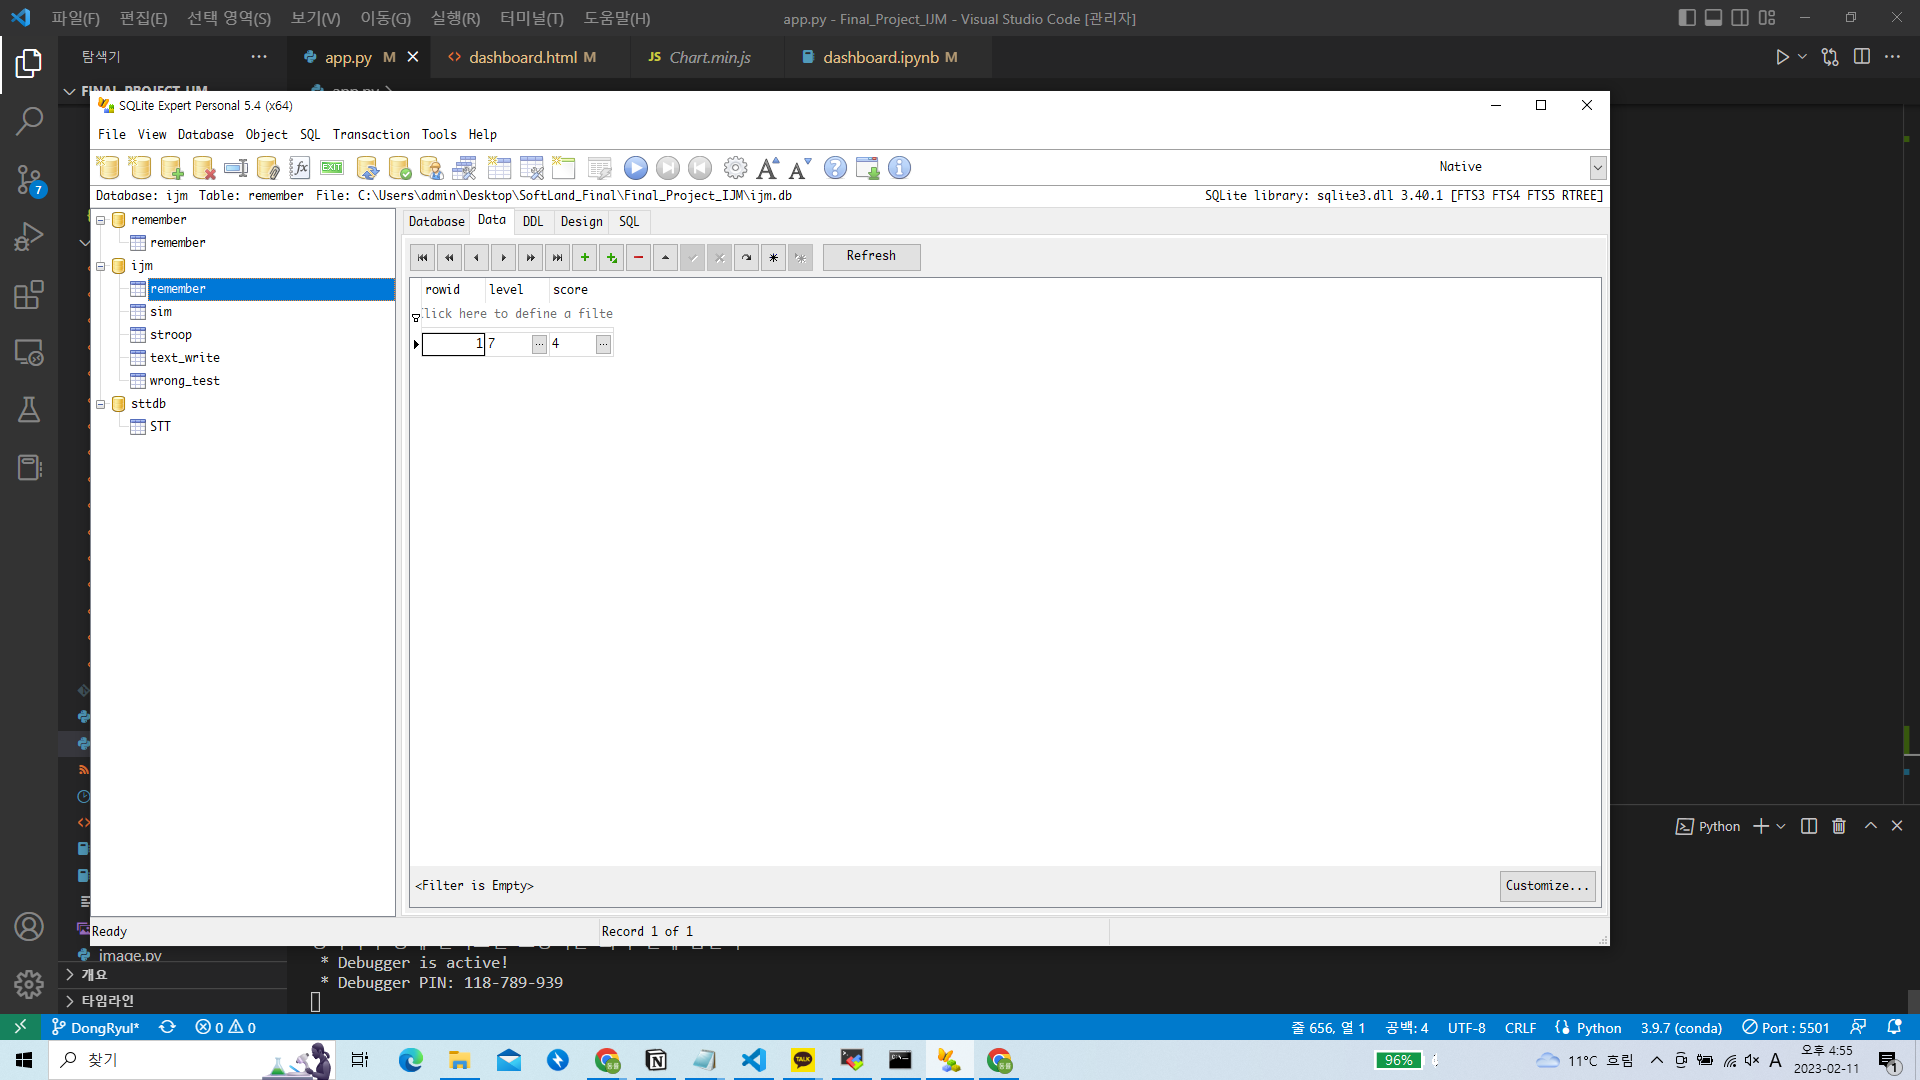 파일(F) 편집(E) 선택 영역(S) 보기(V) 이동(G) 실행(R) 터미널(T) 도움말(H)
app.py - Final_Project_IJM - Visual Studio Code [관리자]
탐색기
app.py M
dashboard.html M
JS Chart.min.js
dashboard.ipynb M
FINAL_PROJECT_IJM
SQLite Expert Personal 5.4 (x64)
File View Database Object SQL Transaction Tools Help
EXIT
Native
Database: ijm Table: remember File: C:\Users\admin\Desktop\SoftLand_Final\Final_Project_IJM\ijm.db
SQLite library: sqlite3.dll 3.40.1 [FTS3 FTS4 FTS5 RTREE]
remember
remember
ijm
remember
sim
stroop
text_write
wrong_test
sttdb
STT
Database Data DDL Design SQL
Refresh
rowid level score
lick here to define a filte
1 7 4
<Filter is Empty>
Customize...
Ready
Record 1 of 1
7
Python
image.py
* Debugger is active!
* Debugger PIN: 118-789-939
개요
타임라인
DongRyul* 0 0
줄 656, 열 1 공백: 4 UTF-8 CRLF Python 3.9.7 (conda) Port : 5501
찾기
TALK
96%
11°C 흐림
A
오후 4:55
2023-02-11
1